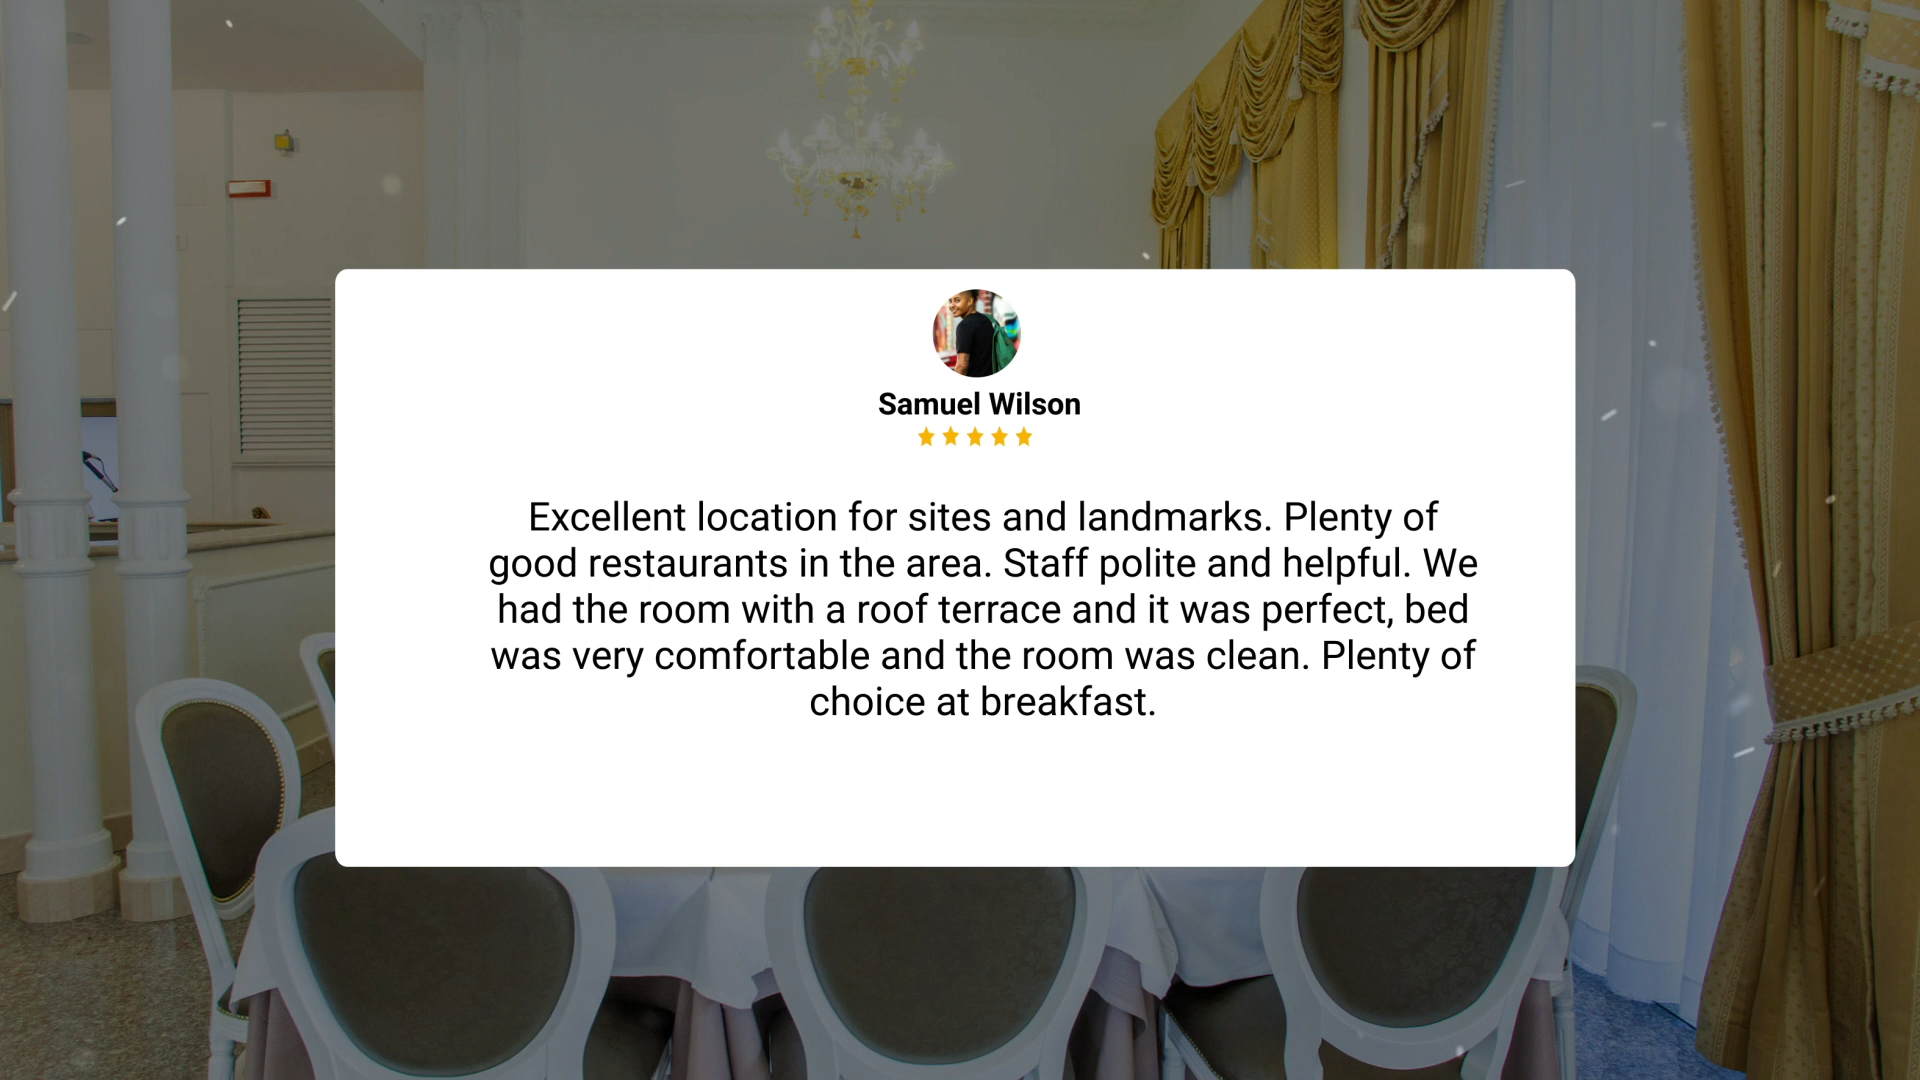 Samuel Wilson
Excellent location for sites and landmarks. Plenty of
good restaurants in the area. Staff polite and helpful. We
had the room with a roof terrace and it was perfect, bed
was very comfortable and the room was clean. Plenty of
choice at breakfast.